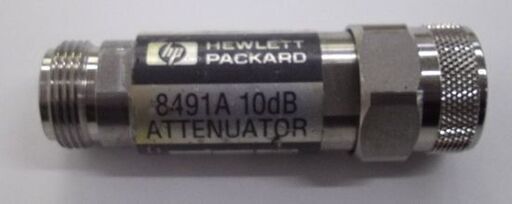 hp HEWLETT
PACKARD
8491A 10dB
ATTENUATOR